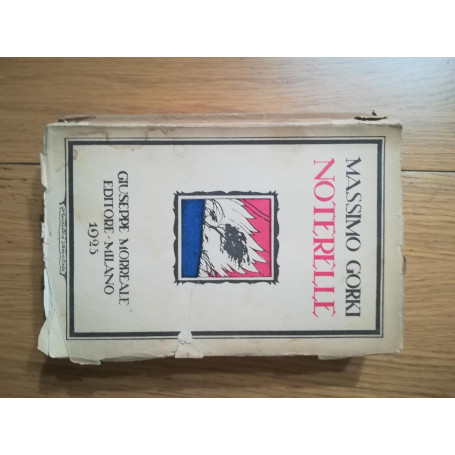 MASSIMO GORKI
NOTERELLE
GIUSEPPE MORREALE
EDITORE · MILANO
1925